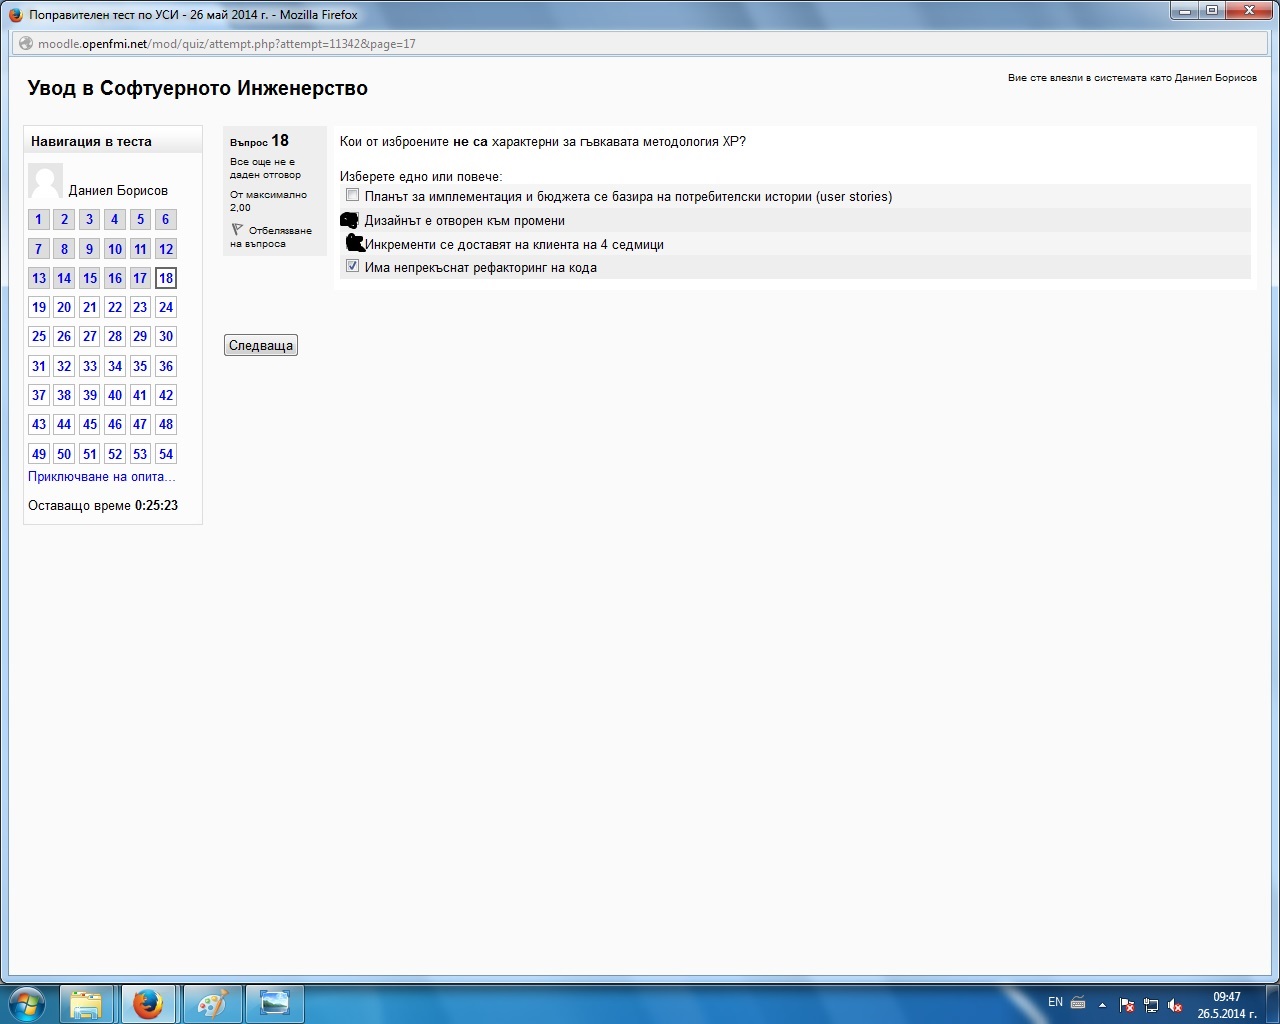 Поправителен тест по УСИ - 26 май 2014 г. - Mozilla Firefox
moodle.openfmi.net/mod/quiz/attempt.php?attempt=11342&page=17
Вие сте влезли в системата като Даниел Борисов
Увод в Софтуерното Инженерство
Навигация в теста
Даниел Борисов
1 2 3 4 5 6
7 8 9 10 11 12
13 14 15 16 17 18
19 20 21 22 23 24
25 26 27 28 29 30
31 32 33 34 35 36
37 38 39 40 41 42
43 44 45 46 47 48
49 50 51 52 53 54
Приключване на опита...
Оставащо време 0:25:23
Въпрос 18
Все още не е
даден отговор
От максимално
2,00
Отбелязване
на въпроса
Кои от изброените не са характерни за гъвкавата методология XP?
Изберете едно или повече:
Планът за имплементация и бюджета се базира на потребителски истории (user stories)
Дизайнът е отворен към промени
Инкременти се доставят на клиента на 4 седмици
Има непрекъснат рефакторинг на кода
Следваща
EN
09:47
26.5.2014 г.